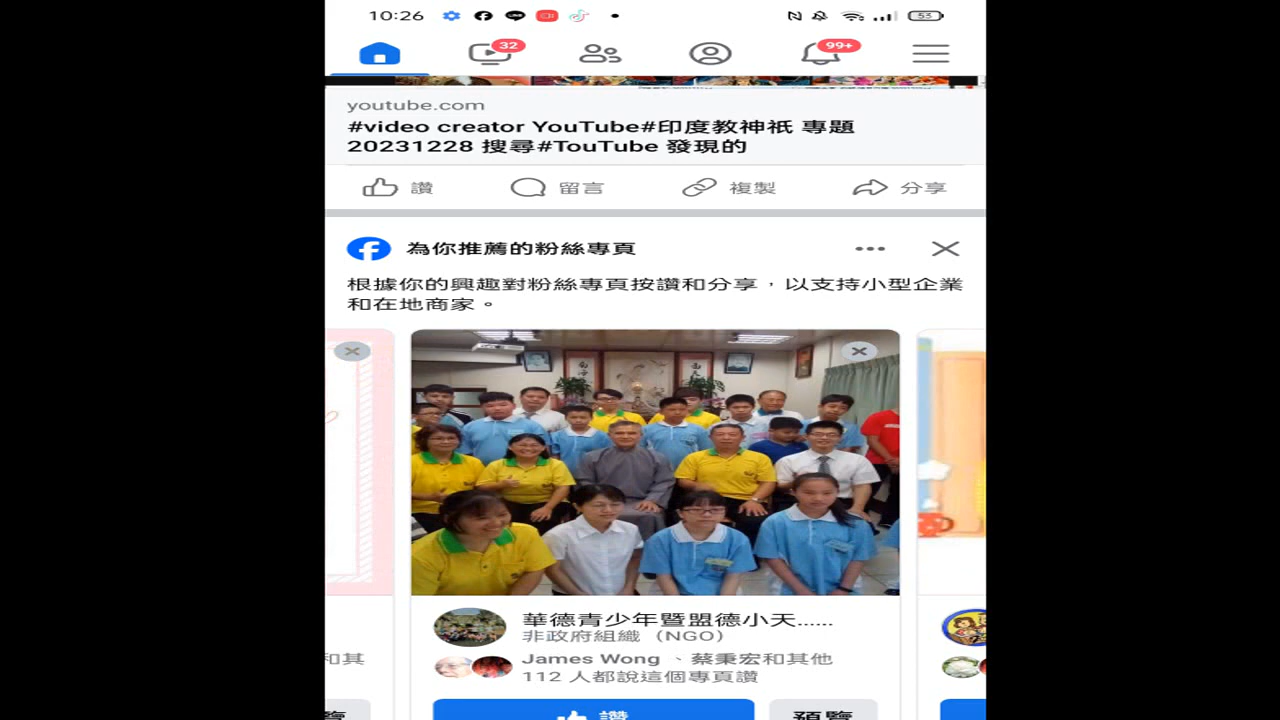 10:26
53
32
99+
youtube.com
#video creator YouTube#印度教神祇 專題
20231228 搜尋#TouTube 發現的
讚
留言
複製
分享
為你推薦的粉絲專頁
根據你的興趣對粉絲專頁按讚和分享，以支持小型企業
和在地商家。
華德青少年暨盟德小天......
非政府組織（NGO）
James Wong 、蔡秉宏和其他
112 人都說這個專頁讚
和其
覽
讚
預覽